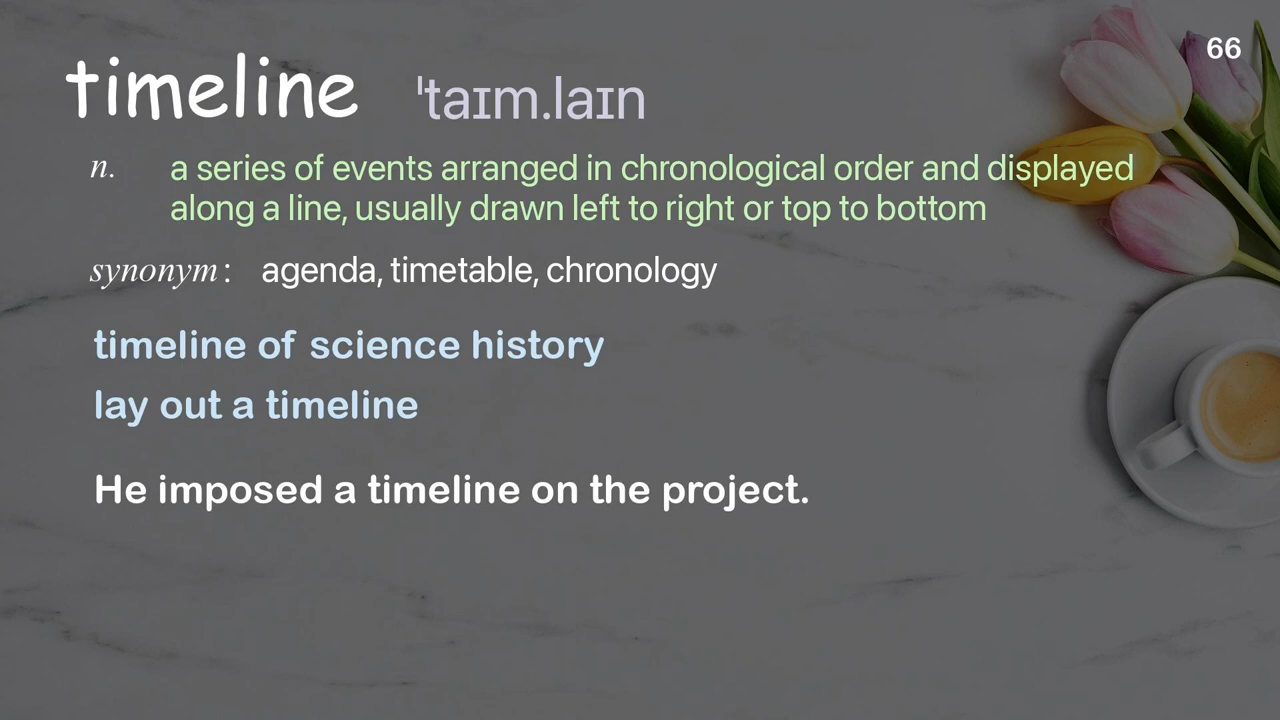 66
timeline ˈtaɪm.laɪn
n. a series of events arranged in chronological order and displayed
along a line, usually drawn left to right or top to bottom
synonym: agenda, timetable, chronology
timeline of science history
lay out a timeline
He imposed a timeline on the project.